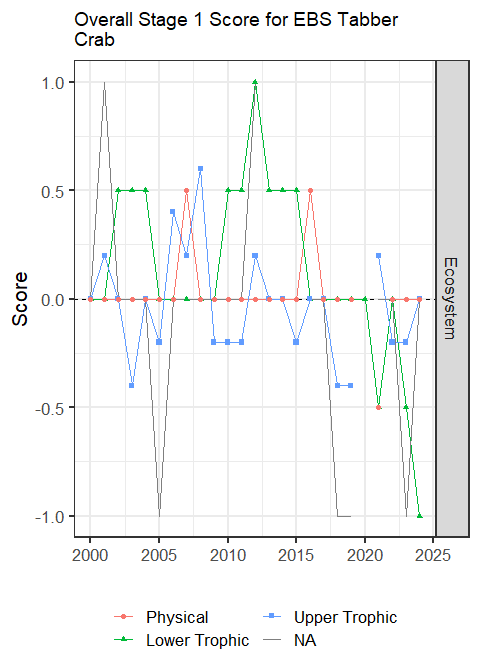 Overall Stage 1 Score for EBS Tabber
Crab
1.0
0.5
0.0
-0.5
-1.0
Score
Ecosystem
2000 2005 2010 2015 2020 2025
Physical Upper Trophic
Lower Trophic NA